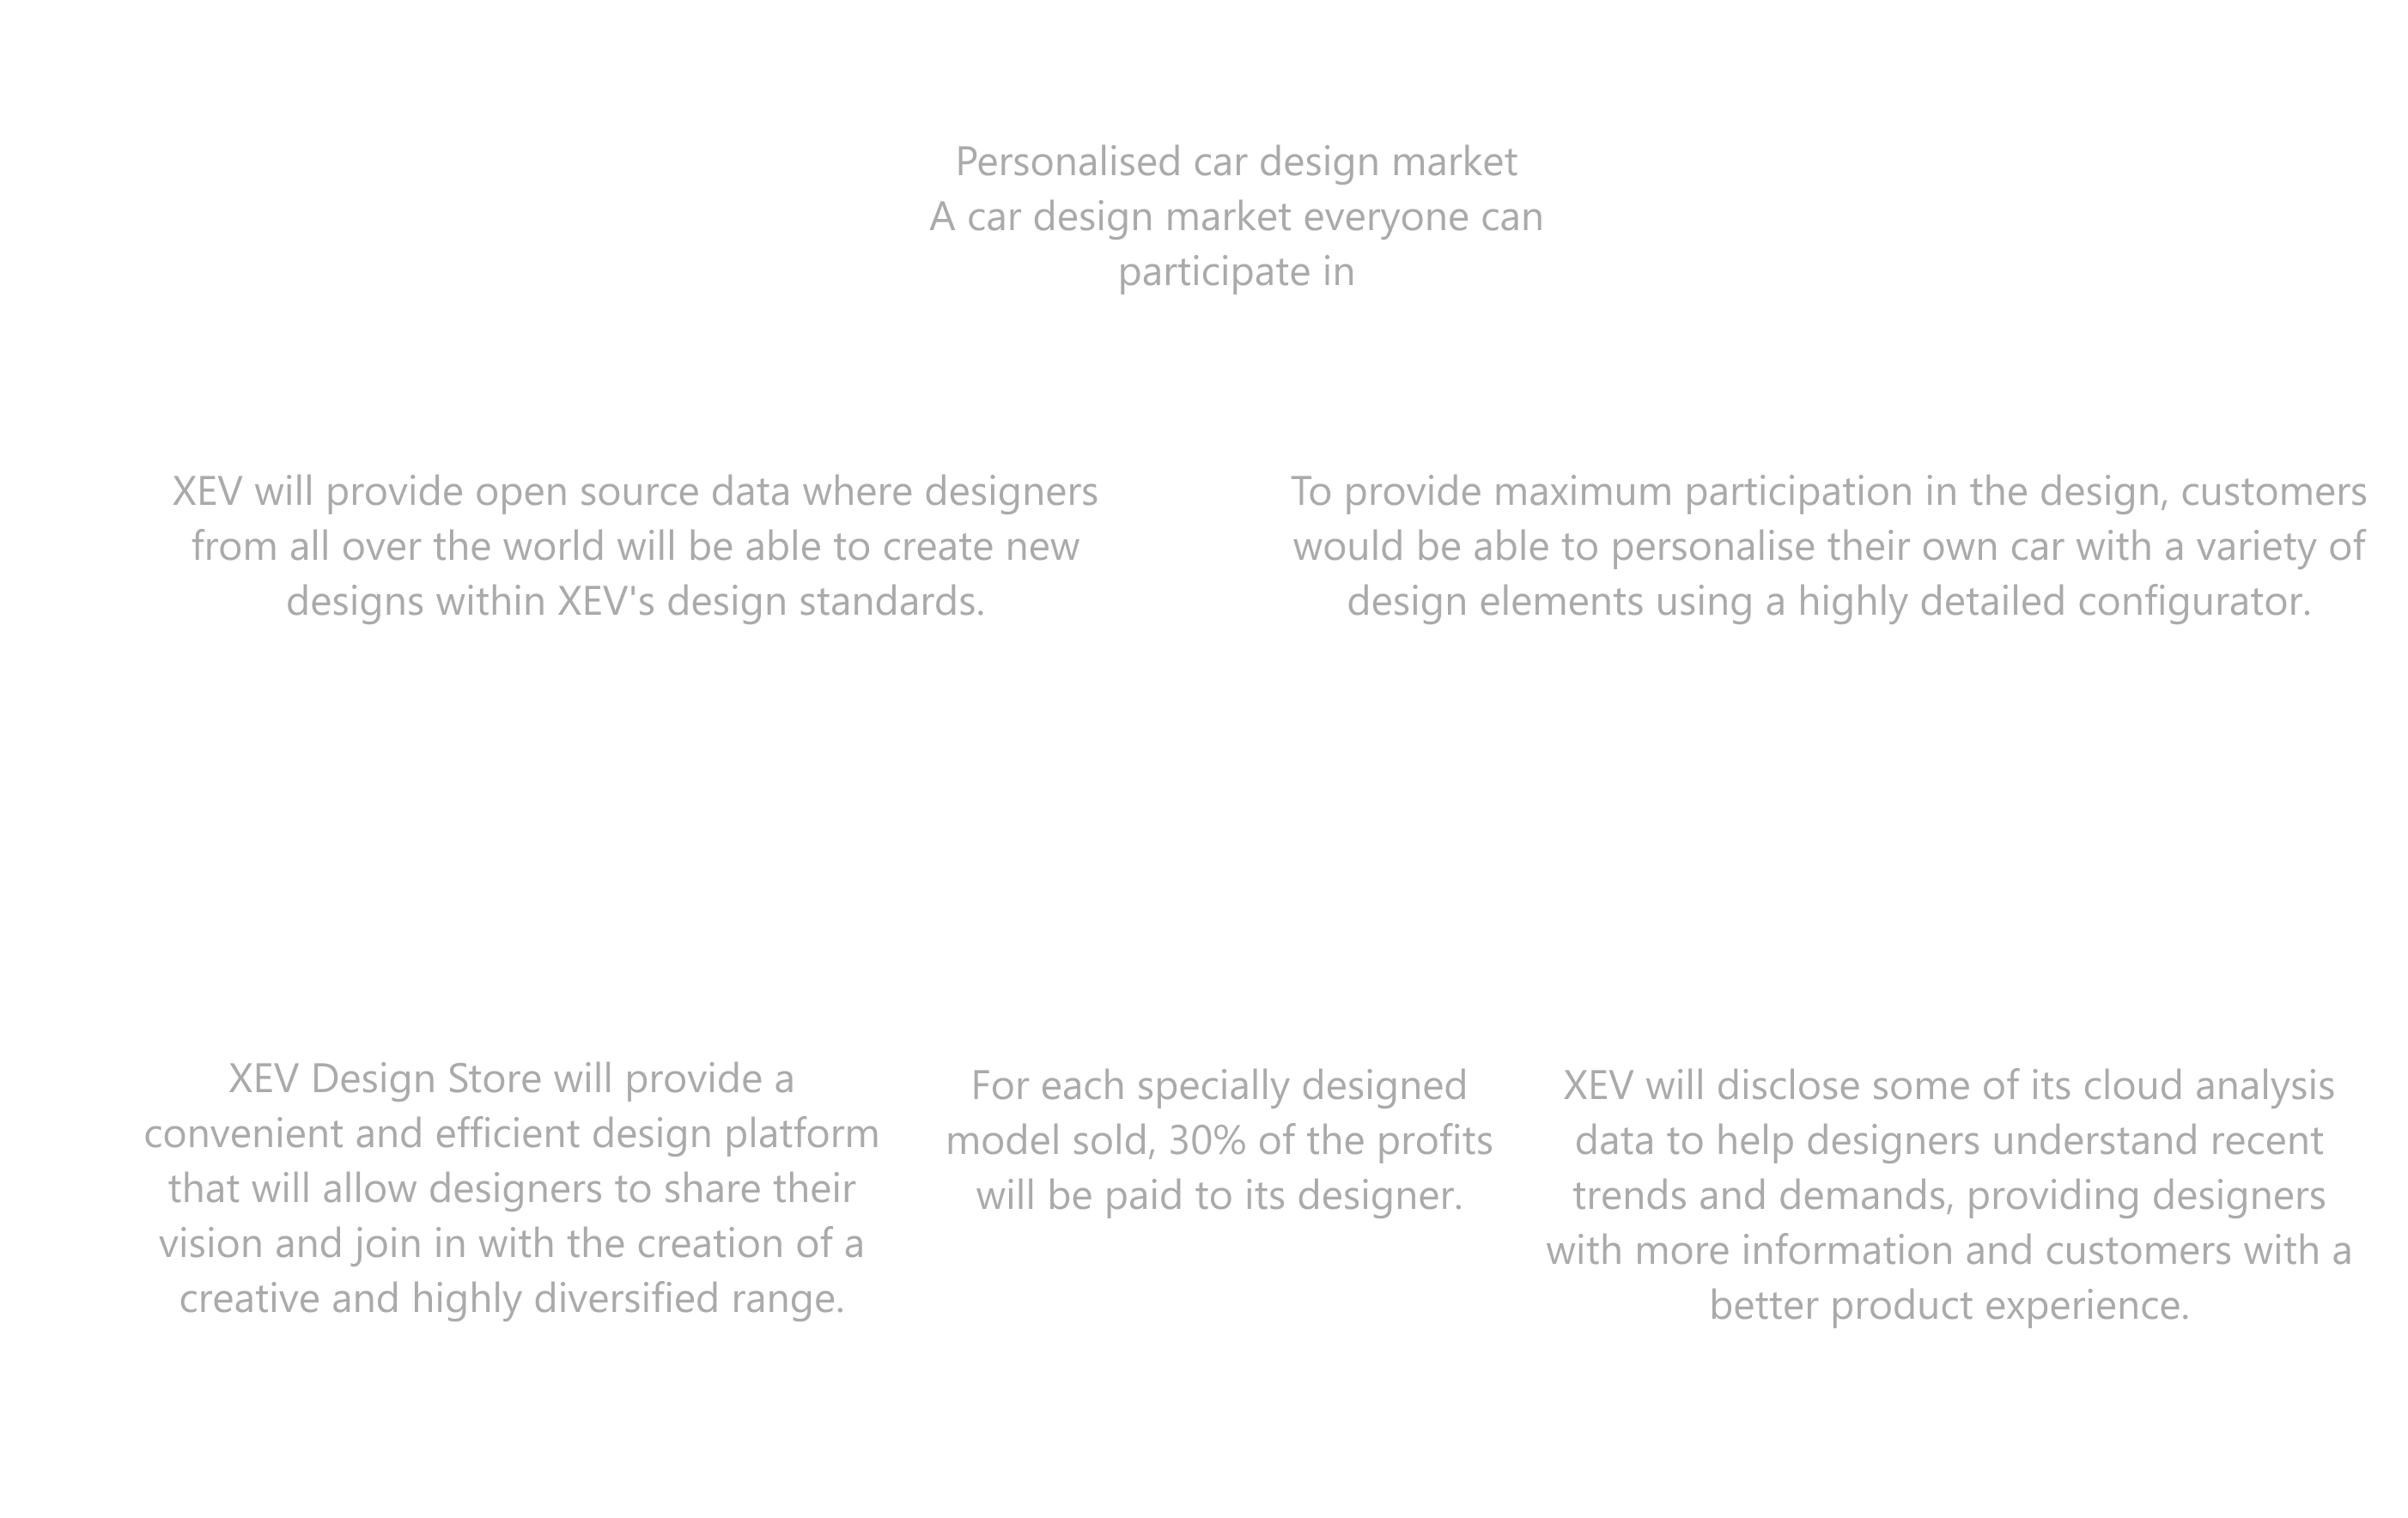 Personalised car design market
A car design market everyone can
participate in
XEV will provide open source data where designers
from all over the world will be able to create new
designs within XEV's design standards.
To provide maximum participation in the design, customers
would be able to personalise their own car with a variety of
design elements using a highly detailed configurator.
XEV Design Store will provide a
convenient and efficient design platform
that will allow designers to share their
vision and join in with the creation of a
creative and highly diversified range.
For each specially designed
model sold, 30% of the profits
will be paid to its designer.
XEV will disclose some of its cloud analysis
data to help designers understand recent
trends and demands, providing designers
with more information and customers with a
better product experience.